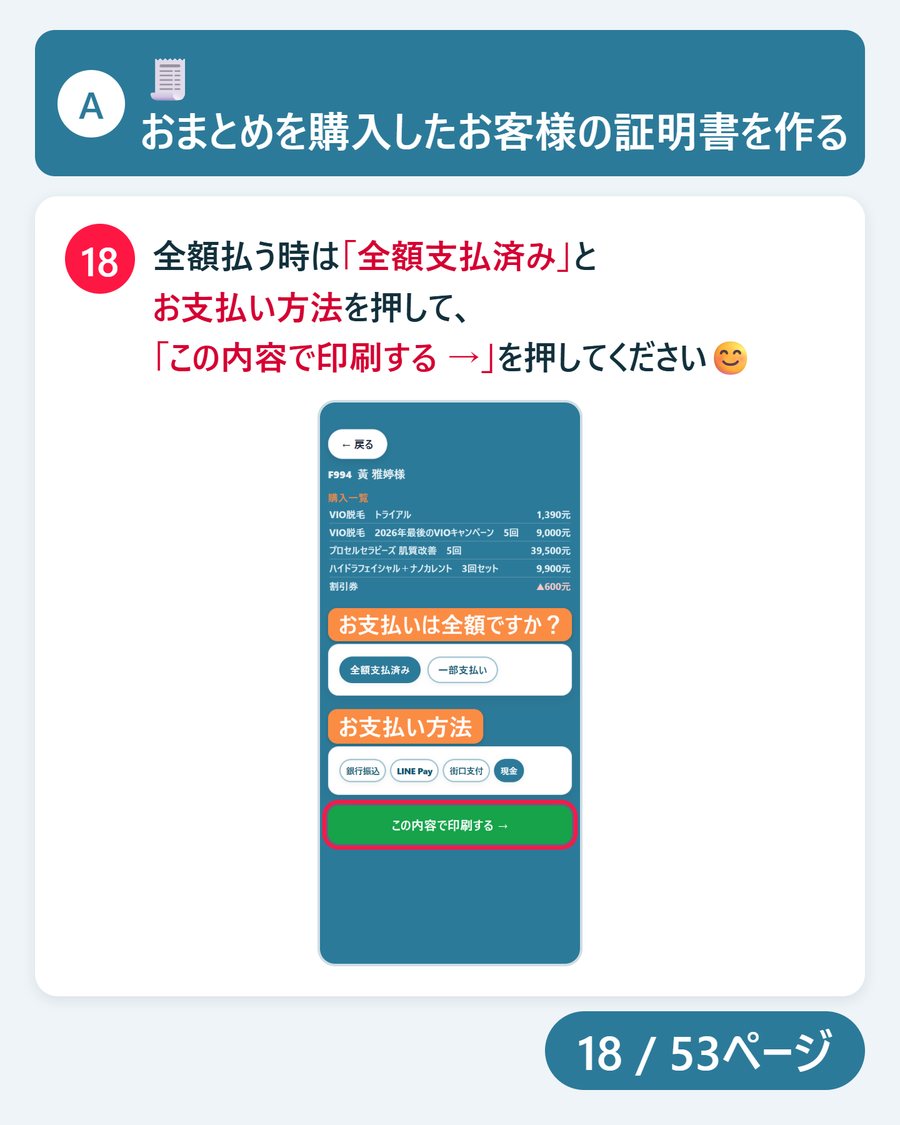 A
おまとめを購入したお客様の証明書を作る
18
全額払う時は「全額支払済み」と
お支払い方法を押して、
「この内容で印刷する →」を押してください
← 戻る
F994 黃 雅婷様
購入一覧
VIO脱毛 トライアル 1,390元
VIO脱毛 2026年最後のVIOキャンペーン 5回 9,000元
プロセルセラピーズ 肌質改善 5回 39,500元
ハイドラフェイシャル＋ナノカレント 3回セット 9,900元
割引券 ▲600元
お支払いは全額ですか？
全額支払済み 一部支払い
お支払い方法
銀行振込 LINE Pay 街口支付 現金
この内容で印刷する →
18 / 53ページ